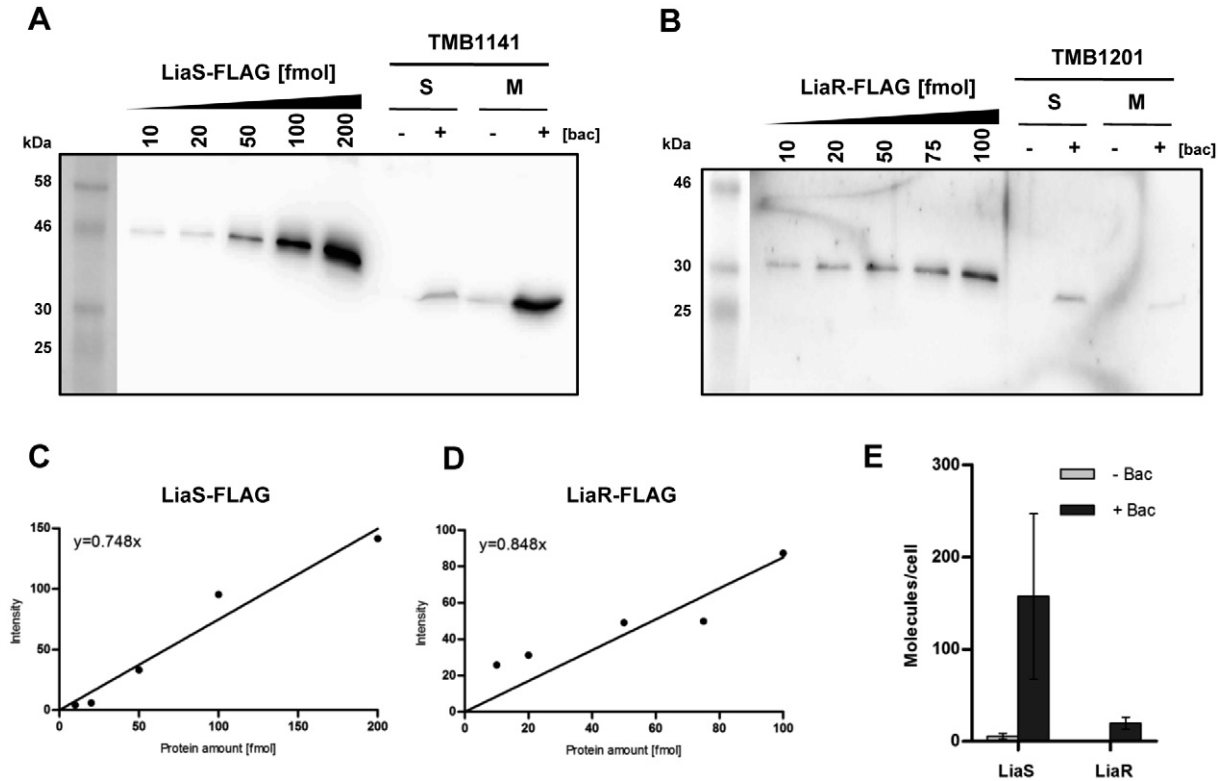 A
TMB1141
LiaS-FLAG [fmol]
S M
10 20 50 100 200 - + - + [bac]
kDa
58
46
30
25
B
TMB1201
LiaR-FLAG [fmol]
S M
10 20 50 75 100 - + - + [bac]
kDa
46
30
25
C
LiaS-FLAG
y=0.748x
Intensity
150
100
50
0
0 50 100 150 200
Protein amount [fmol]
D
LiaR-FLAG
y=0.848x
Intensity
100
80
60
40
20
0
0 20 40 60 80 100
Protein amount [fmol]
E
- Bac
+ Bac
Molecules/cell
300
200
100
0
LiaS LiaR